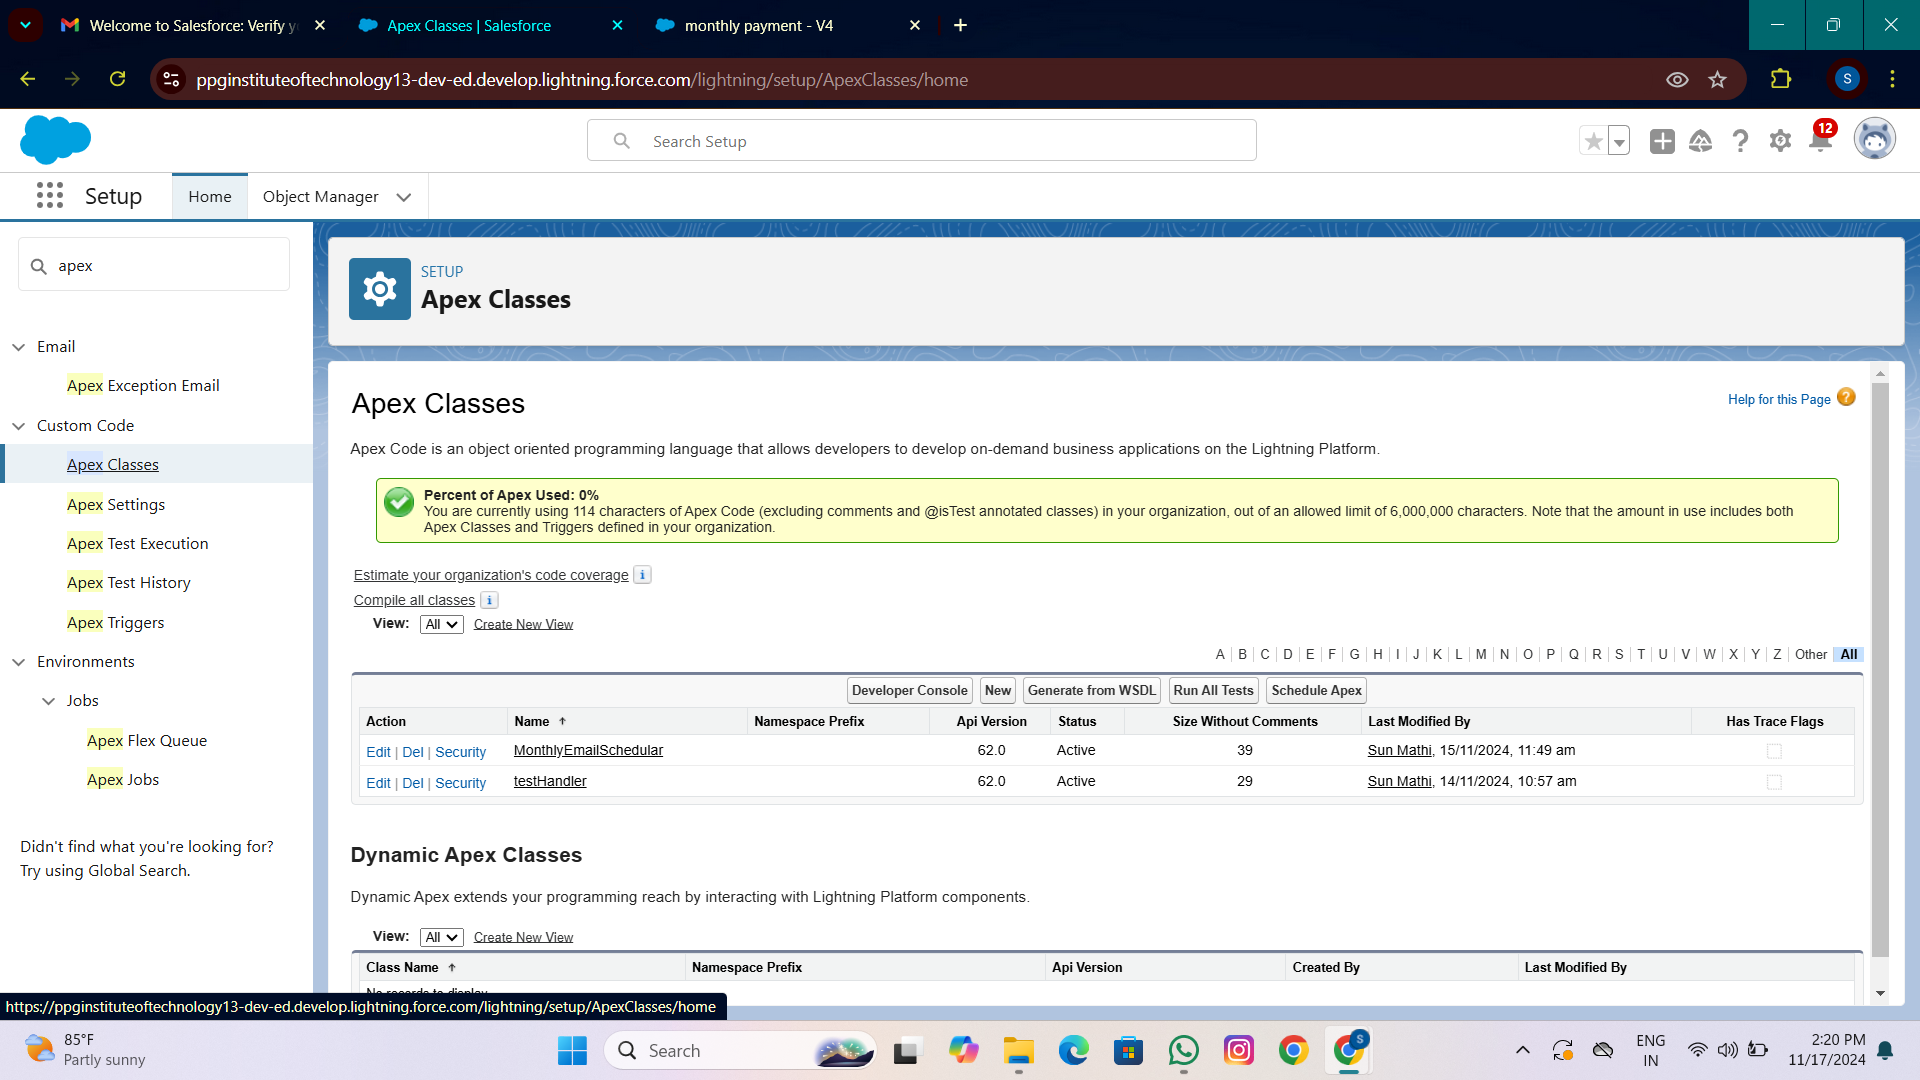 Welcome to Salesforce: Verify
Apex Classes | Salesforce
monthly payment - V4
ppginstituteoftechnology13-dev-ed.develop.lightning.force.com/lightning/setup/ApexClasses/home
S
Search Setup
12
Setup
Home
Object Manager
apex
Email
Apex Exception Email
Custom Code
Apex Classes
Apex Settings
Apex Test Execution
Apex Test History
Apex Triggers
Environments
Jobs
Apex Flex Queue
Apex Jobs
Didn't find what you're looking for?
Try using Global Search.
SETUP
Apex Classes
Apex Classes
Help for this Page
Apex Code is an object oriented programming language that allows developers to develop on-demand business applications on the Lightning Platform.
Percent of Apex Used: 0%
You are currently using 114 characters of Apex Code (excluding comments and @isTest annotated classes) in your organization, out of an allowed limit of 6,000,000 characters. Note that the amount in use includes both
Apex Classes and Triggers defined in your organization.
Estimate your organization's code coverage i
Compile all classes i
View: All Create New View
A B C D E F G H I J K L M N O P Q R S T U V W X Y Z Other All
Developer Console New Generate from WSDL Run All Tests Schedule Apex
Action Name Namespace Prefix Api Version Status Size Without Comments Last Modified By Has Trace Flags
Edit | Del | Security MonthlyEmailSchedular 62.0 Active 39 Sun Mathi, 15/11/2024, 11:49 am
Edit | Del | Security testHandler 62.0 Active 29 Sun Mathi, 14/11/2024, 10:57 am
Dynamic Apex Classes
Dynamic Apex extends your programming reach by interacting with Lightning Platform components.
View: All Create New View
Class Name Namespace Prefix Api Version Created By Last Modified By
No records to display
https://ppginstituteoftechnology13-dev-ed.develop.lightning.force.com/lightning/setup/ApexClasses/home
85°F
Partly sunny
Search
S
ENG
IN
2:20 PM
11/17/2024